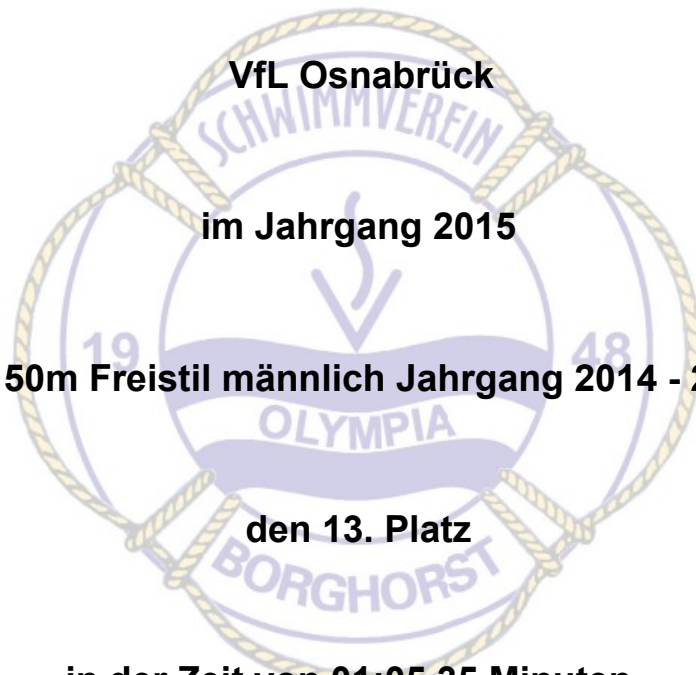 VfL Osnabrück
SCHWIMMVEREIN
im Jahrgang 2015
19 48
50m Freistil männlich Jahrgang 2014 -
OLYMPIA
den 13. Platz
BORGHORST
in der Zeit von 01:05,35 Minuten